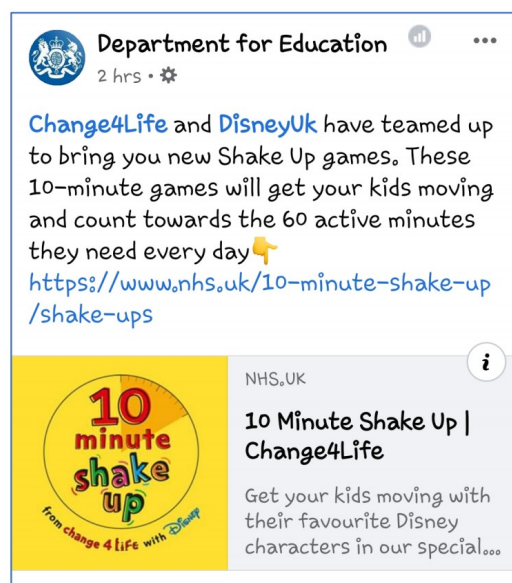 Department for Education
2 hrs •
Change4Life and DisneyUk have teamed up
to bring you new Shake Up games. These
10-minute games will get your kids moving
and count towards the 60 active minutes
they need every day👇
https://www.nhs.uk/10-minute-shake-up
/shake-ups
i
NHS.UK
10 Minute Shake Up |
Change4Life
Get your kids moving with
their favourite Disney
characters in our special...
10
minute
shake
up
from change 4 LiFe with Disney